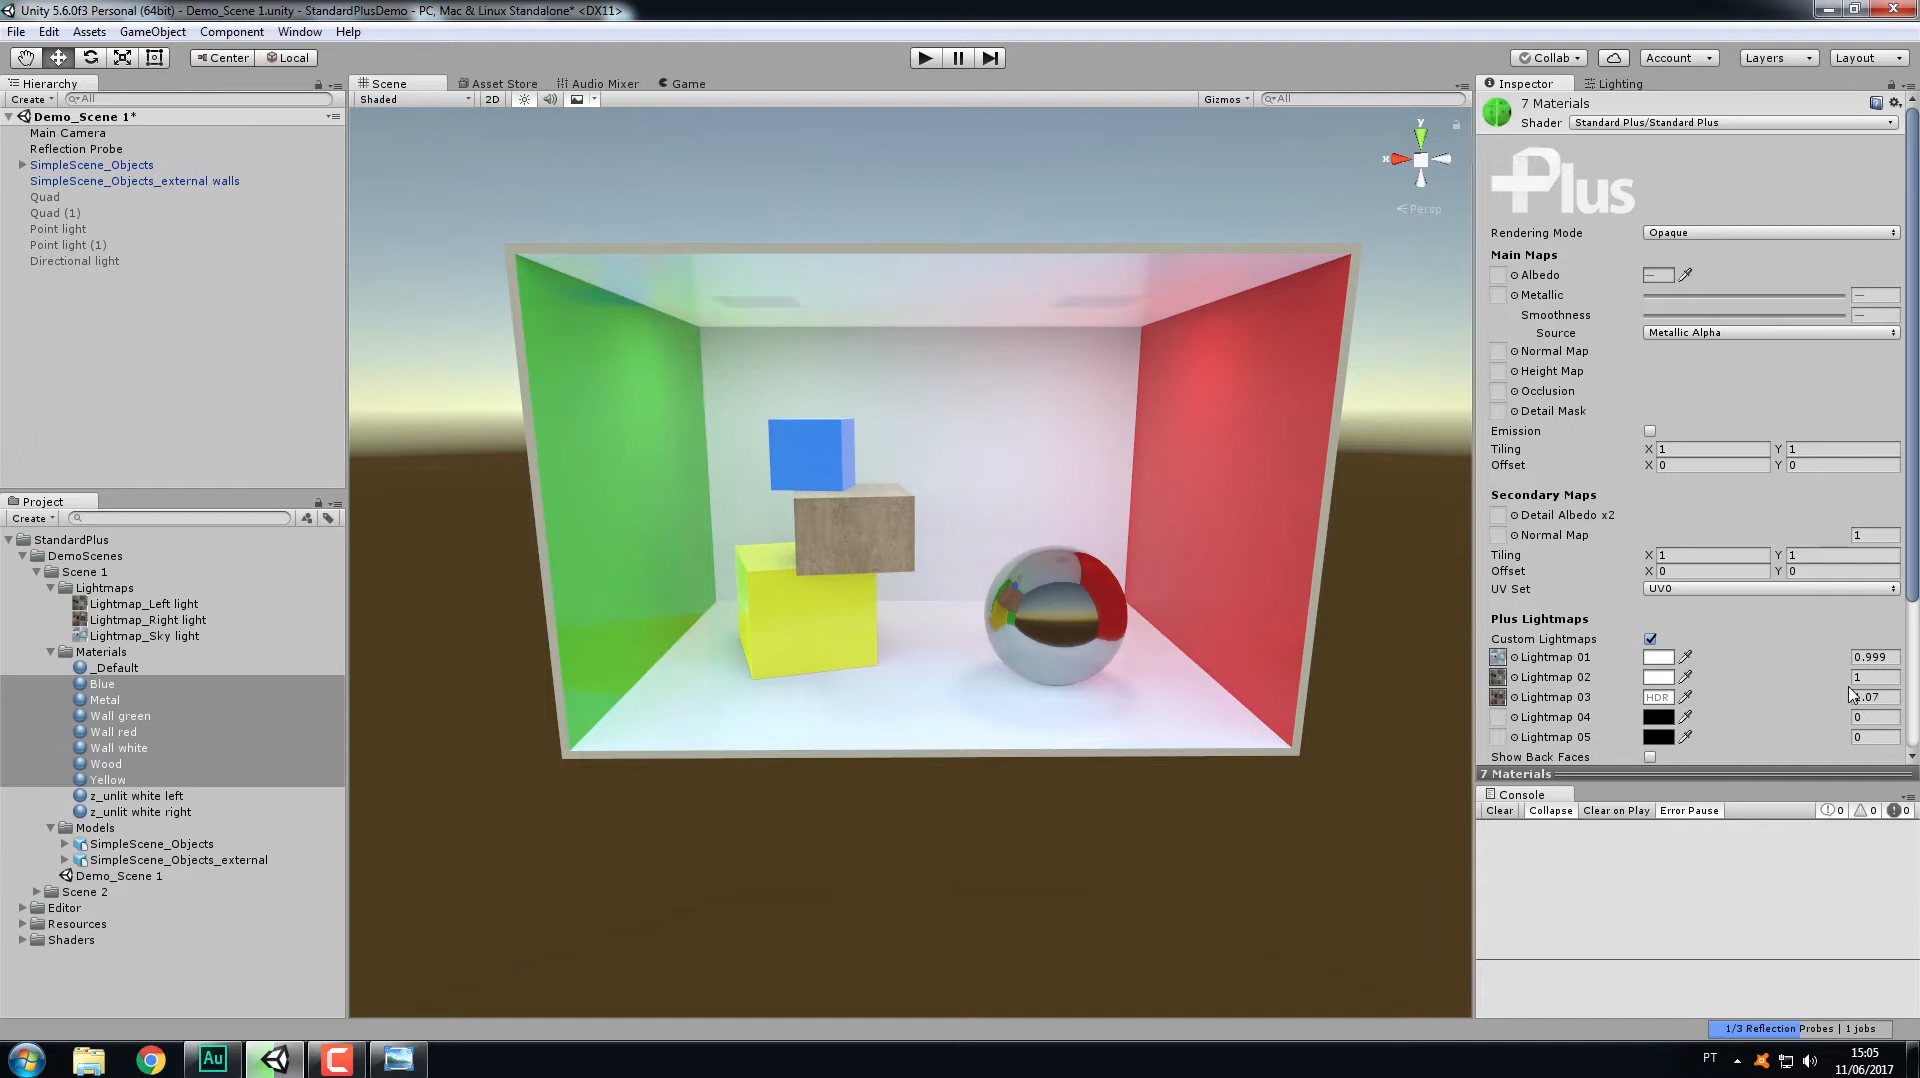 Unity 5.6.0f3 Personal (64bit) - Demo_Scene 1.unity - StandardPlusDemo - PC, Mac & Linux Standalone* <DX11>
File Edit Assets GameObject Component Window Help
Center Local
Collab Account Layers Layout
Hierarchy
Create All
Demo_Scene 1*
Main Camera
Reflection Probe
SimpleScene_Objects
SimpleScene_Objects_external walls
Quad
Quad (1)
Point light
Point light (1)
Directional light
Project
Create
StandardPlus
DemoScenes
Scene 1
Lightmaps
Lightmap_Left light
Lightmap_Right light
Lightmap_Sky light
Materials
_Default
Blue
Metal
Wall green
Wall red
Wall white
Wood
Yellow
z_unlit white left
z_unlit white right
Models
SimpleScene_Objects
SimpleScene_Objects_external
Demo_Scene 1
Scene 2
Editor
Resources
Shaders
Scene Asset Store Audio Mixer Game
Shaded 2D Gizmos All
y
x
Persp
Inspector Lighting
7 Materials
Shader Standard Plus/Standard Plus
Plus
Rendering Mode Opaque
Main Maps
Albedo
Metallic
Smoothness
Source Metallic Alpha
Normal Map
Height Map
Occlusion
Detail Mask
Emission
Tiling X 1 Y 1
Offset X 0 Y 0
Secondary Maps
Detail Albedo x2
Normal Map 1
Tiling X 1 Y 1
Offset X 0 Y 0
UV Set UV0
Plus Lightmaps
Custom Lightmaps
Lightmap 01 0.999
Lightmap 02 1
Lightmap 03 HDR .07
Lightmap 04 0
Lightmap 05 0
Show Back Faces
7 Materials
Console
Clear Collapse Clear on Play Error Pause 0 0 0
1/3 Reflection Probes | 1 jobs
Au
PT
15:05
11/06/2017